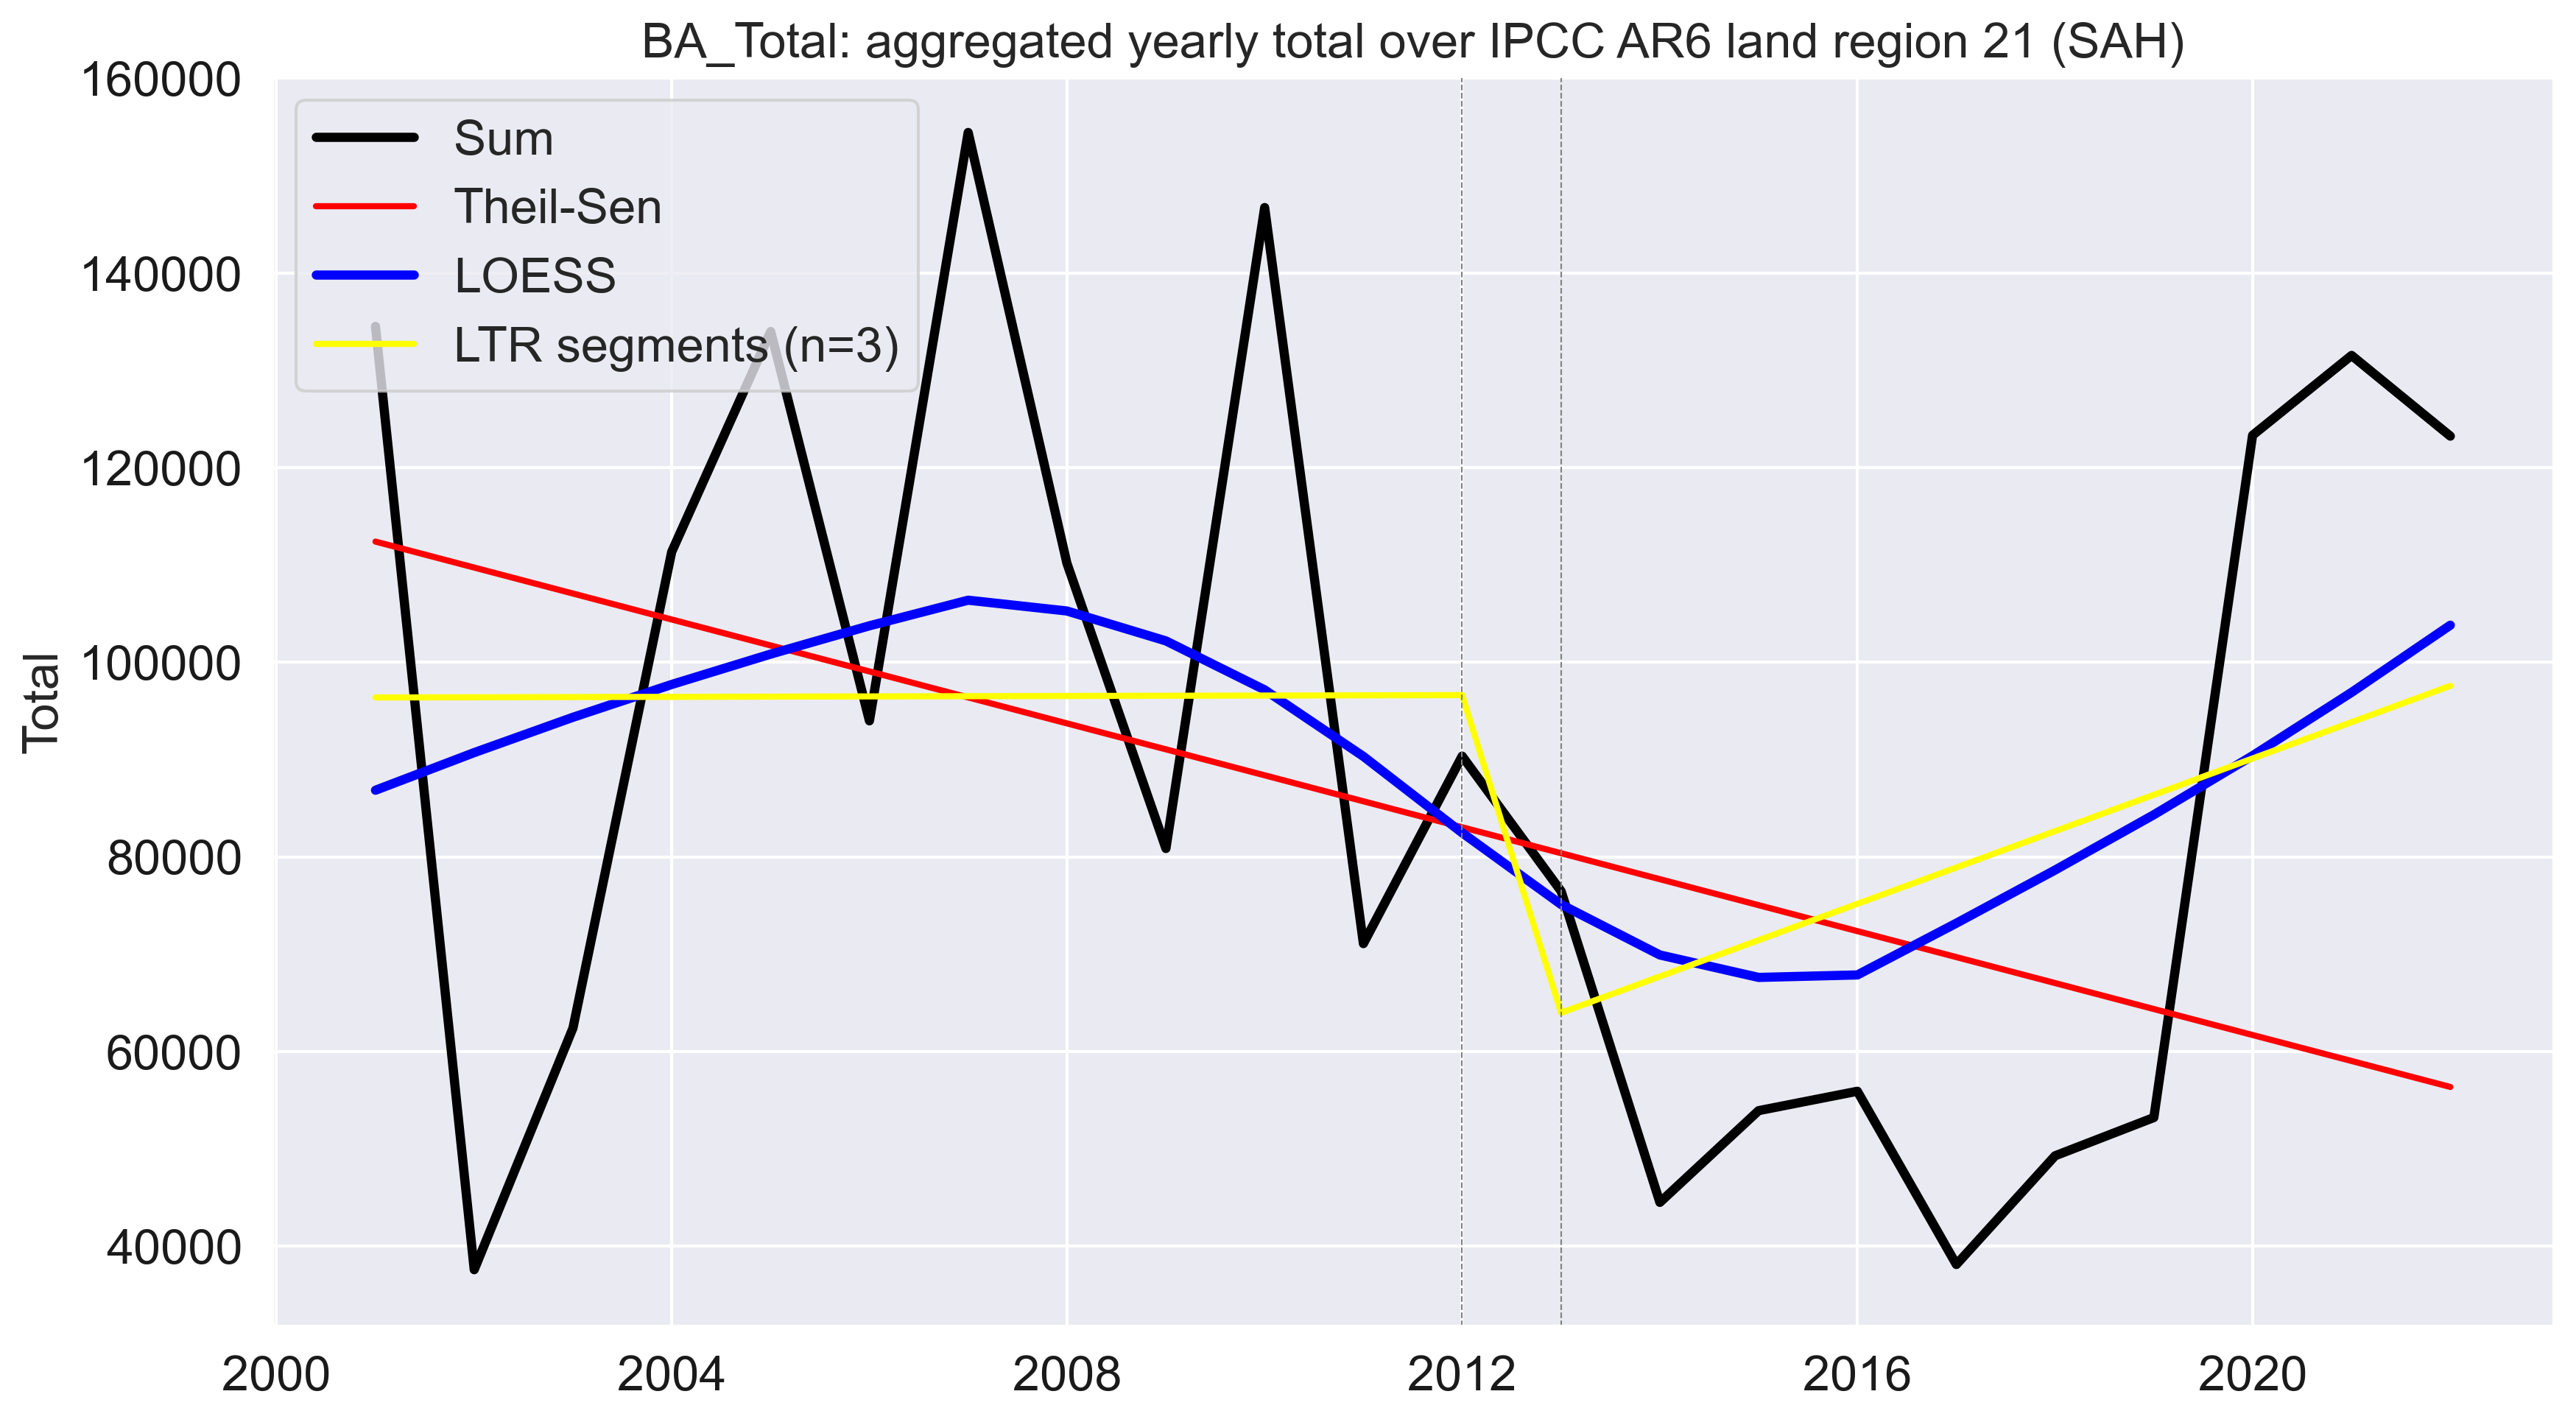 BA_Total: aggregated yearly total over IPCC AR6 land region 21 (SAH)
160000
140000
120000
100000
80000
60000
40000
Total
Sum
Theil-Sen
LOESS
LTR segments (n=3)
2000
2004
2008
2012
2016
2020